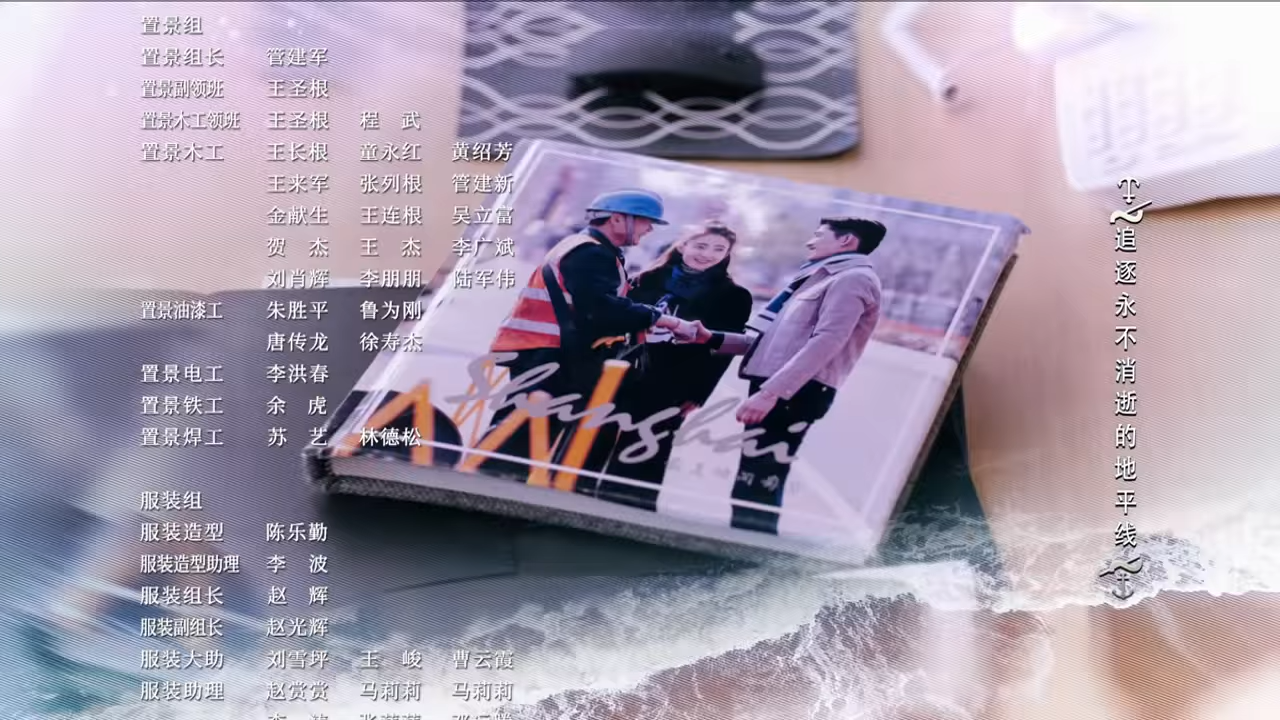 置景组
置景组长 管建军
置景副领班 王圣根
置景木工领班 王圣根 程 武
置景木工 王长根 童永红 黄绍芳
王来军 张列根 管建新
金献生 王连根 吴立富
贺 杰 王 杰 李广斌
刘肖辉 李朋朋 陆军伟
置景油漆工 朱胜平 鲁为刚
唐传龙 徐寿杰
置景电工 李洪春
置景铁工 余 虎
置景焊工 苏 艺 林德松
服装组
服装造型 陈乐勤
服装造型助理 李 波
服装组长 赵 辉
服装副组长 赵光辉
服装大助 刘雪坪 王 峻 曹云霞
服装助理 赵赏赏 马莉莉 马莉莉
Shanghai
追逐永不消逝的地平线